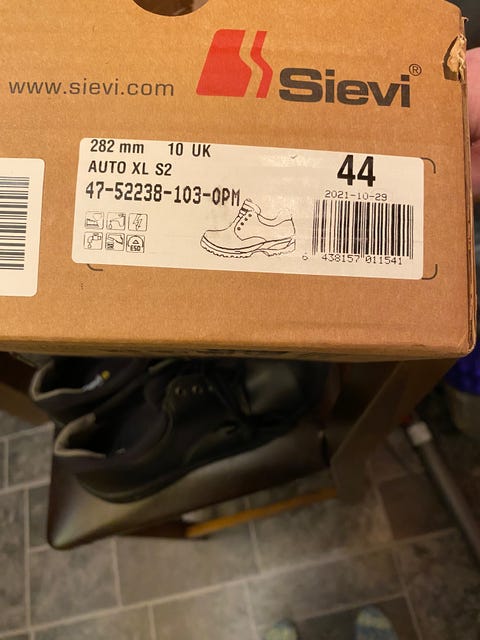 www.sievi.com
Sievi®
282 mm 10 UK
AUTO XL S2
47-52238-103-0PM
44
2021-10-29
6 438157 011541
ESD